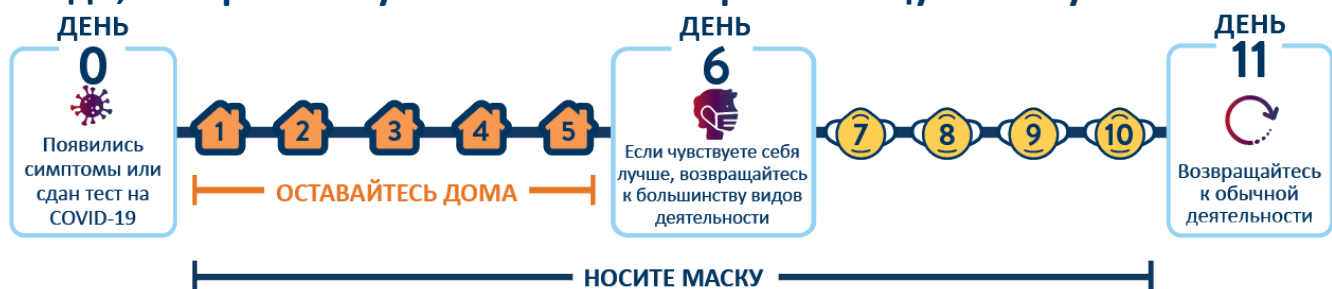 ДЕНЬ
0
Появились
симптомы или
сдан тест на
COVID-19
1 2 3 4 5
ОСТАВАЙТЕСЬ ДОМА
ДЕНЬ
6
Если чувствуете себя
лучше, возвращайтесь
к большинству видов
деятельности
7 8 9 10
ДЕНЬ
11
Возвращайтесь
к обычной
деятельности
НОСИТЕ МАСКУ